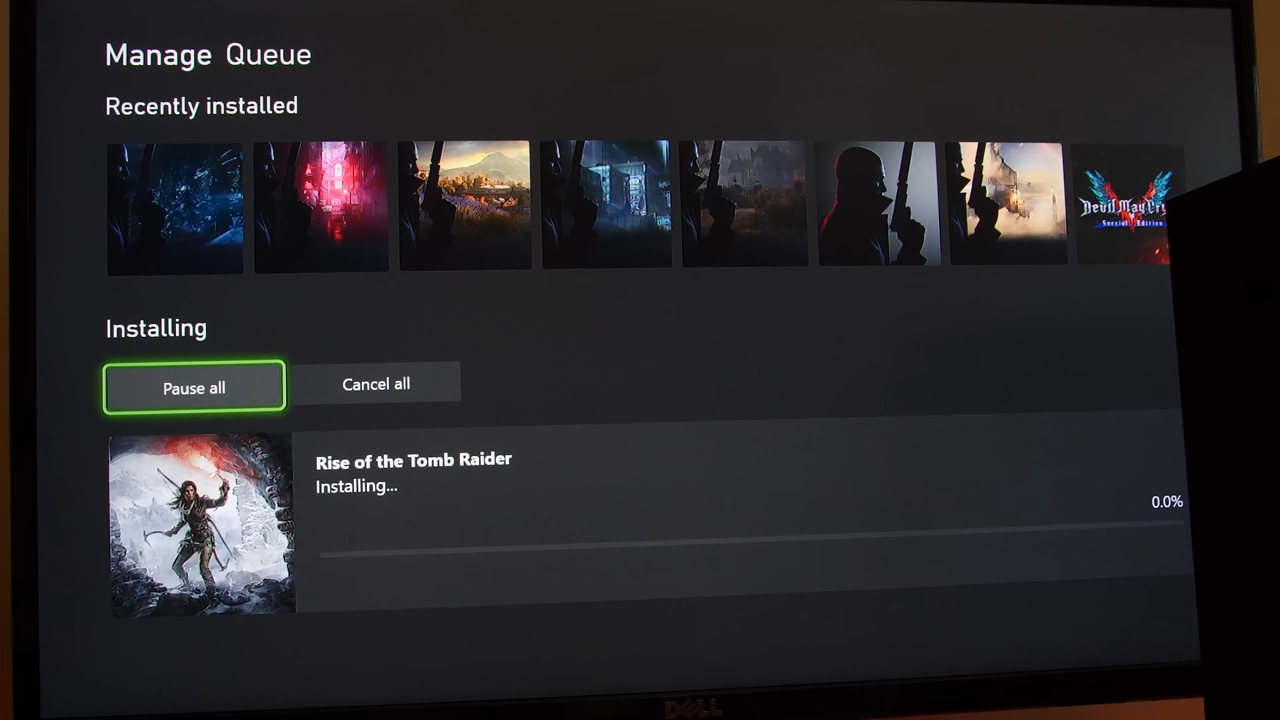 Manage Queue
Recently installed
Devil May Cry
Special Edition
Installing
Pause all
Cancel all
Rise of the Tomb Raider
Installing...
0.0%
DELL